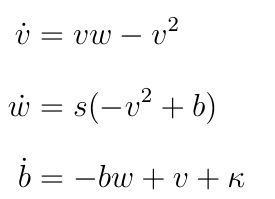 v̇ = vw − v²
ẇ = s(−v² + b)
ḃ = −bw + v + κ